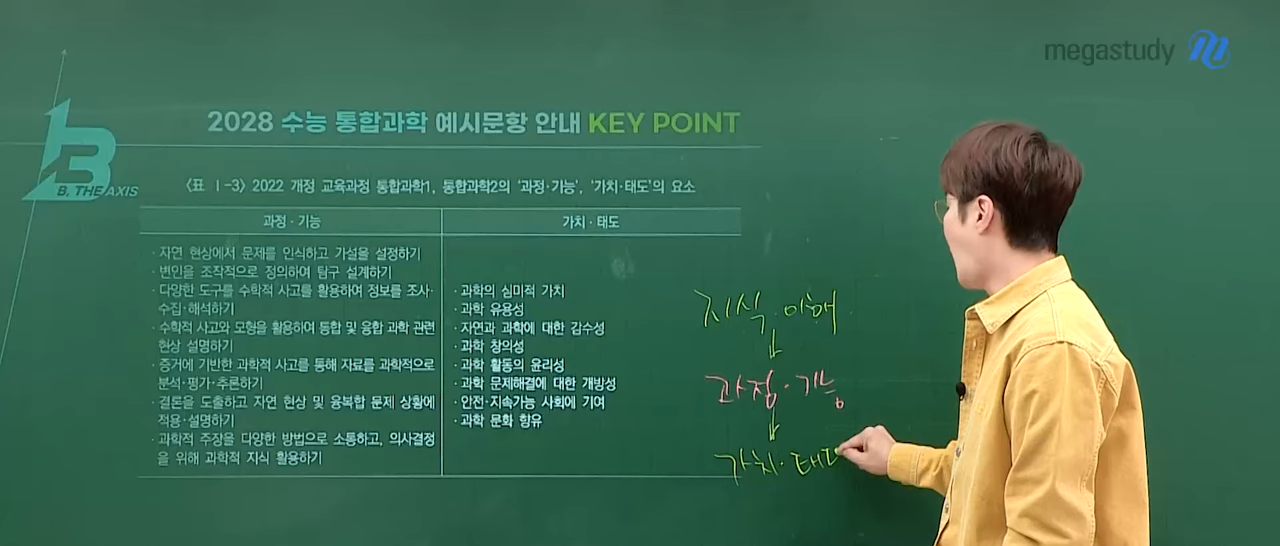 megastudy
2028 수능 통합과학 예시문항 안내 KEY POINT
B, THE AXIS
〈표 Ⅰ-3〉 2022 개정 교육과정 통합과학1, 통합과학2의 '과정·기능', '가치·태도'의 요소
과정·기능
· 자연 현상에서 문제를 인식하고 가설을 설정하기
· 변인을 조작적으로 정의하여 탐구 설계하기
· 다양한 도구를 수학적 사고를 활용하여 정보를 조사·
수집·해석하기
· 수학적 사고와 모형을 활용하여 통합 및 융합 과학 관련
현상 설명하기
· 증거에 기반한 과학적 사고를 통해 자료를 과학적으로
분석·평가·추론하기
· 결론을 도출하고 자연 현상 및 융복합 문제 상황에
적용·설명하기
· 과학적 주장을 다양한 방법으로 소통하고, 의사결정
을 위해 과학적 지식 활용하기
가치·태도
· 과학의 심미적 가치
· 과학 유용성
· 자연과 과학에 대한 감수성
· 과학 창의성
· 과학 활동의 윤리성
· 과학 문제해결에 대한 개방성
· 안전·지속가능 사회에 기여
· 과학 문화 향유
지식·이해
과정·기능
가치·태도